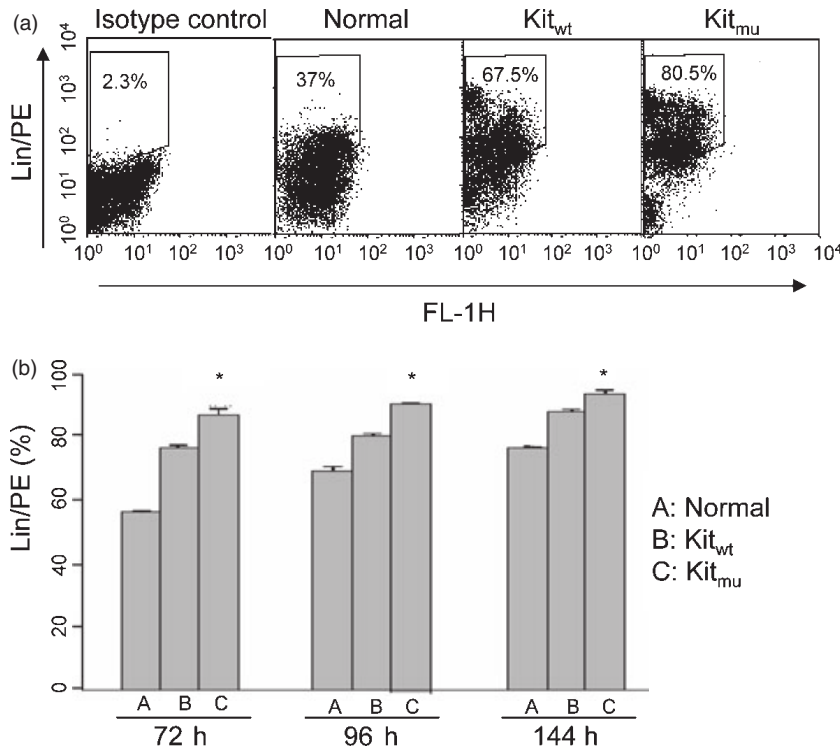 (a) Isotype control Normal Kitwt Kitmu
Lin/PE
10⁴
10³
10²
10¹
10⁰
2.3% 37% 67.5% 80.5%
10⁰ 10¹ 10² 10³ 10⁰ 10¹ 10² 10³ 10⁰ 10¹ 10² 10³ 10⁰ 10¹ 10² 10³ 10⁴
FL-1H
(b)
Lin/PE (%)
100
80
60
40
20
0
* * *
A B C A B C A B C
72 h 96 h 144 h
A: Normal
B: Kitwt
C: Kitmu